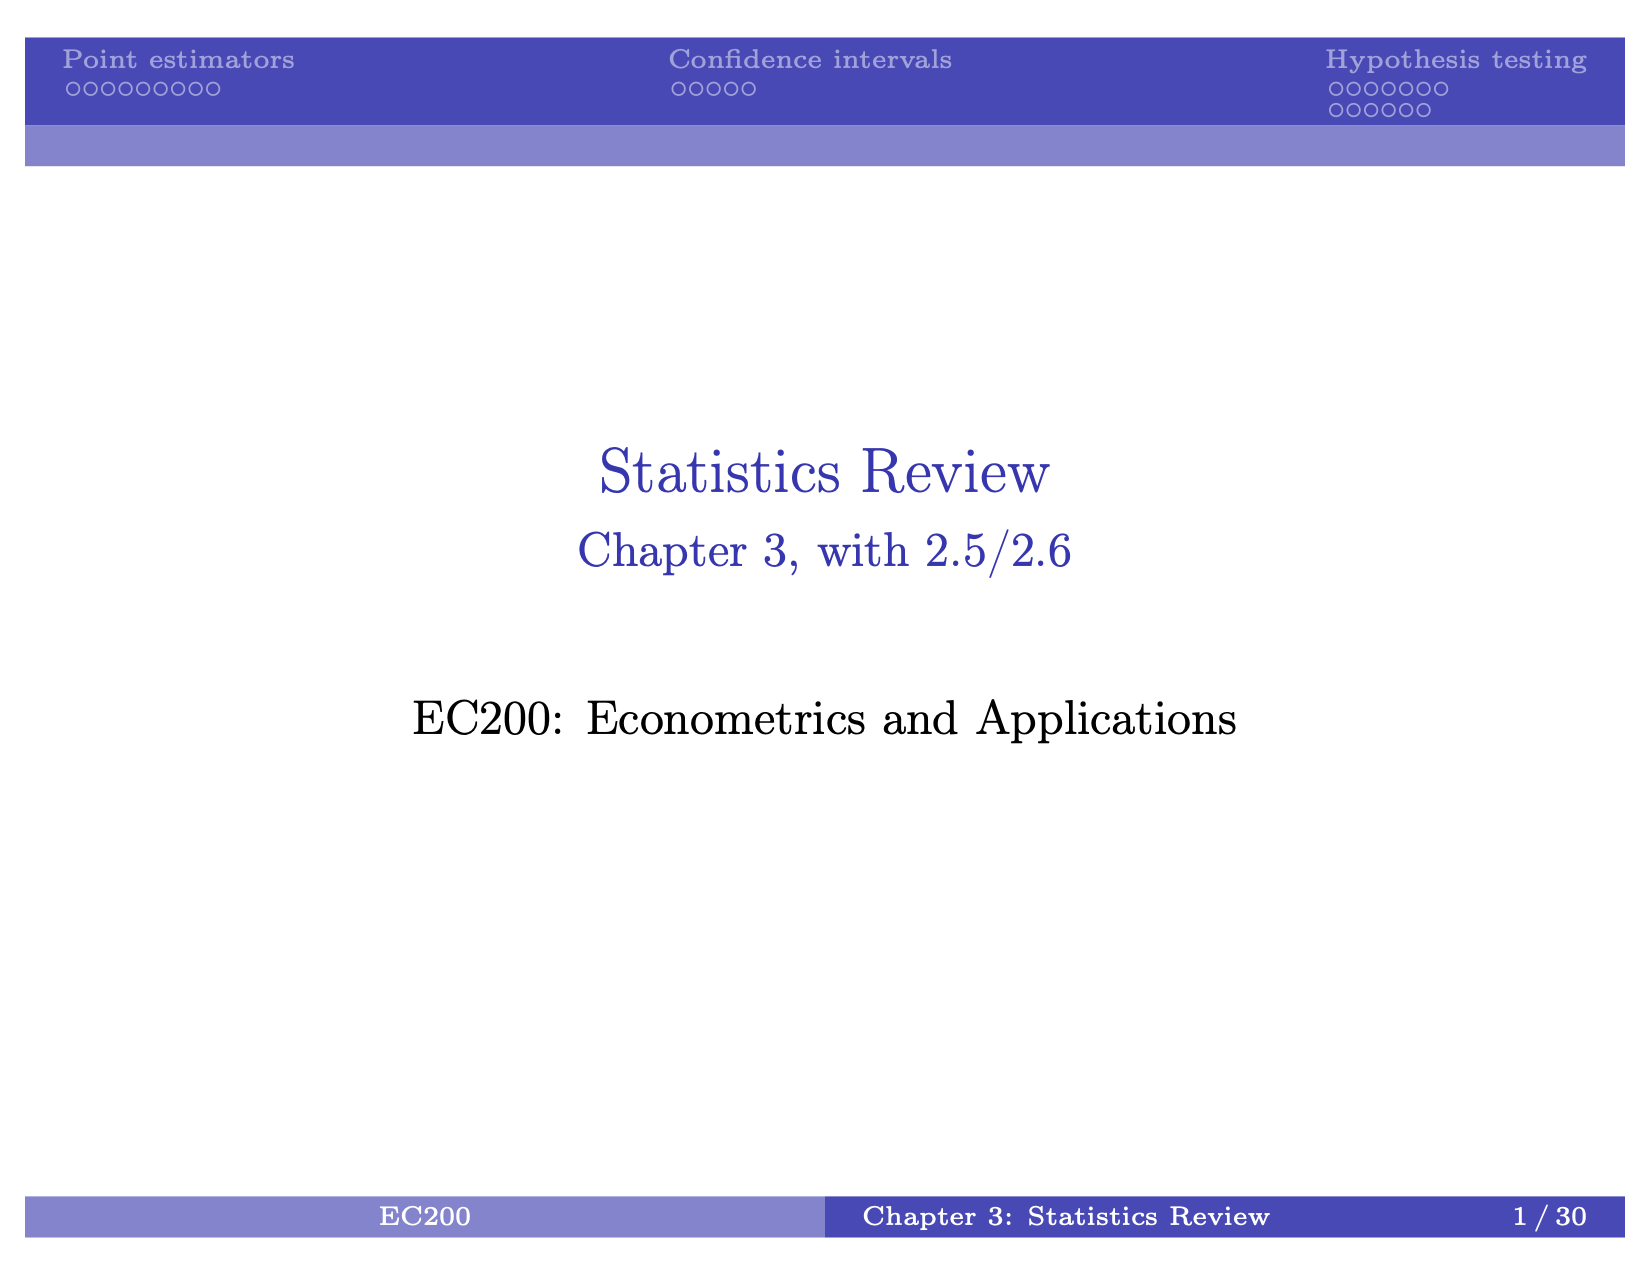 Point estimators
Confidence intervals
Hypothesis testing
Statistics Review
Chapter 3, with 2.5/2.6
EC200: Econometrics and Applications
EC200
Chapter 3: Statistics Review
1 / 30